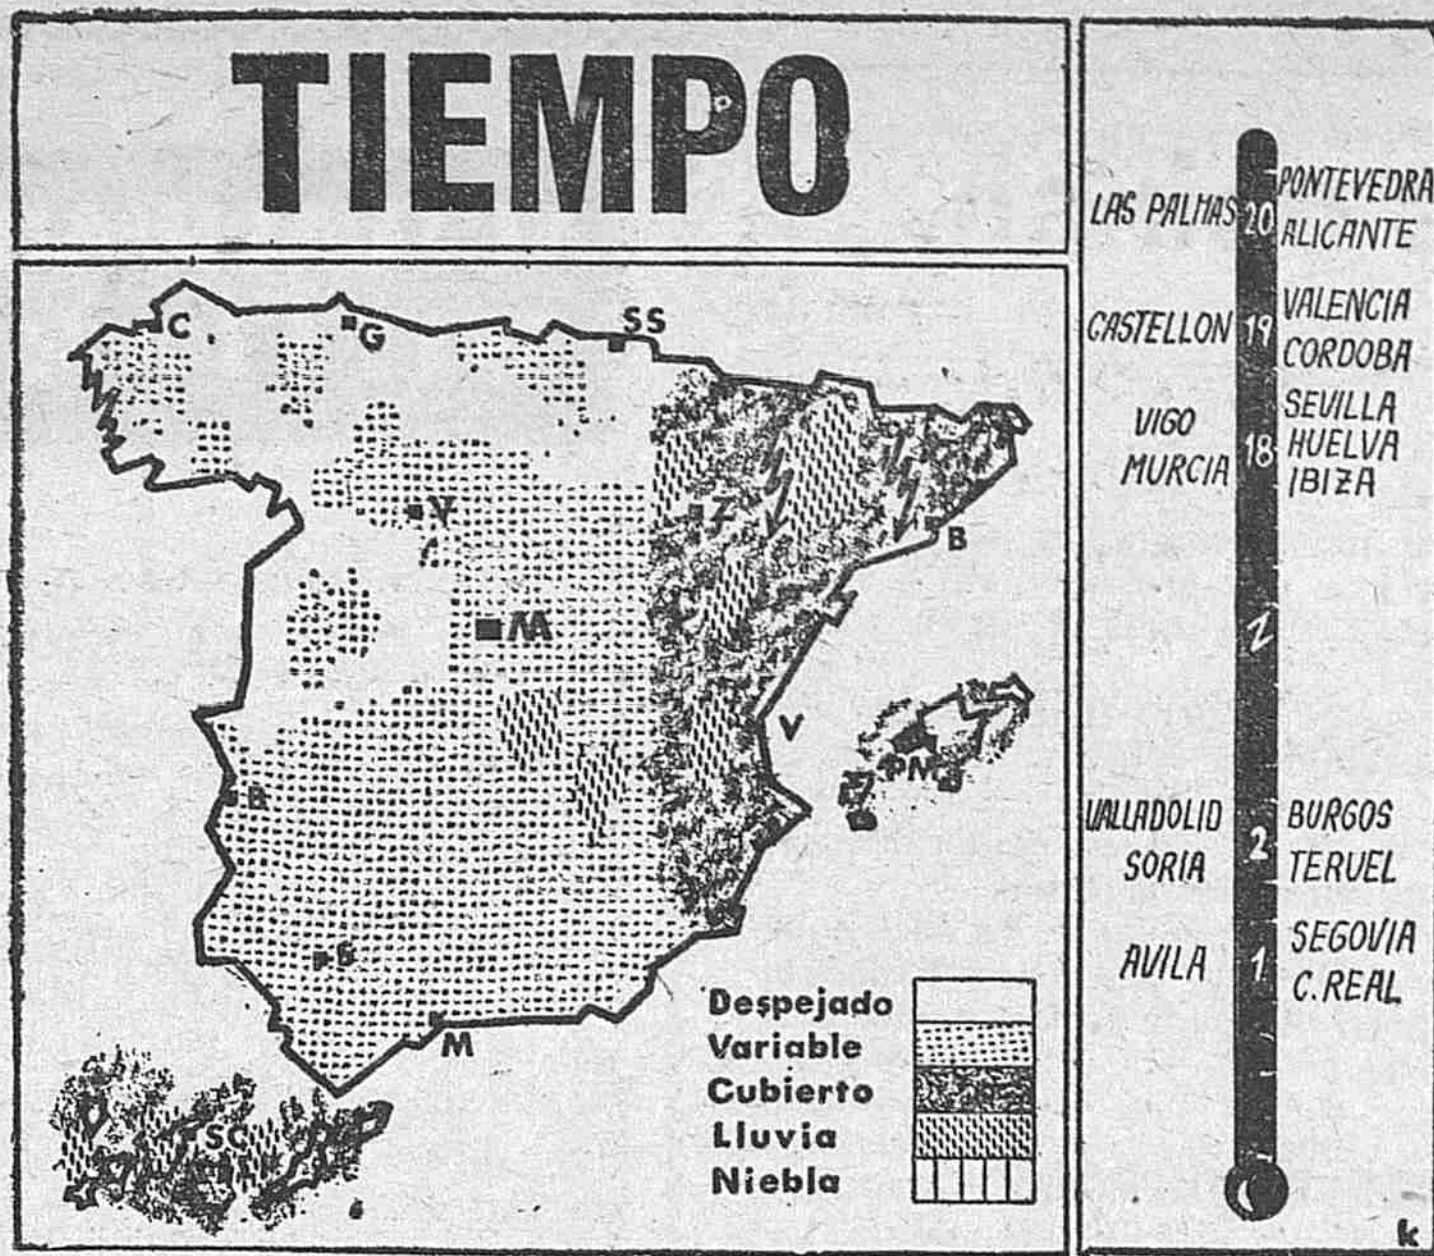 TIEMPO
C
G
SS
V
Z
B
M
V
PM
B
S
M
SC
Despejado
Variable
Cubierto
Lluvia
Niebla
LAS PALMAS 20 PONTEVEDRA
ALICANTE
CASTELLON 19 VALENCIA
CORDOBA
VIGO
MURCIA 18 SEVILLA
HUELVA
IBIZA
VALLADOLID
SORIA 2 BURGOS
TERUEL
AVILA 1 SEGOVIA
C. REAL
k